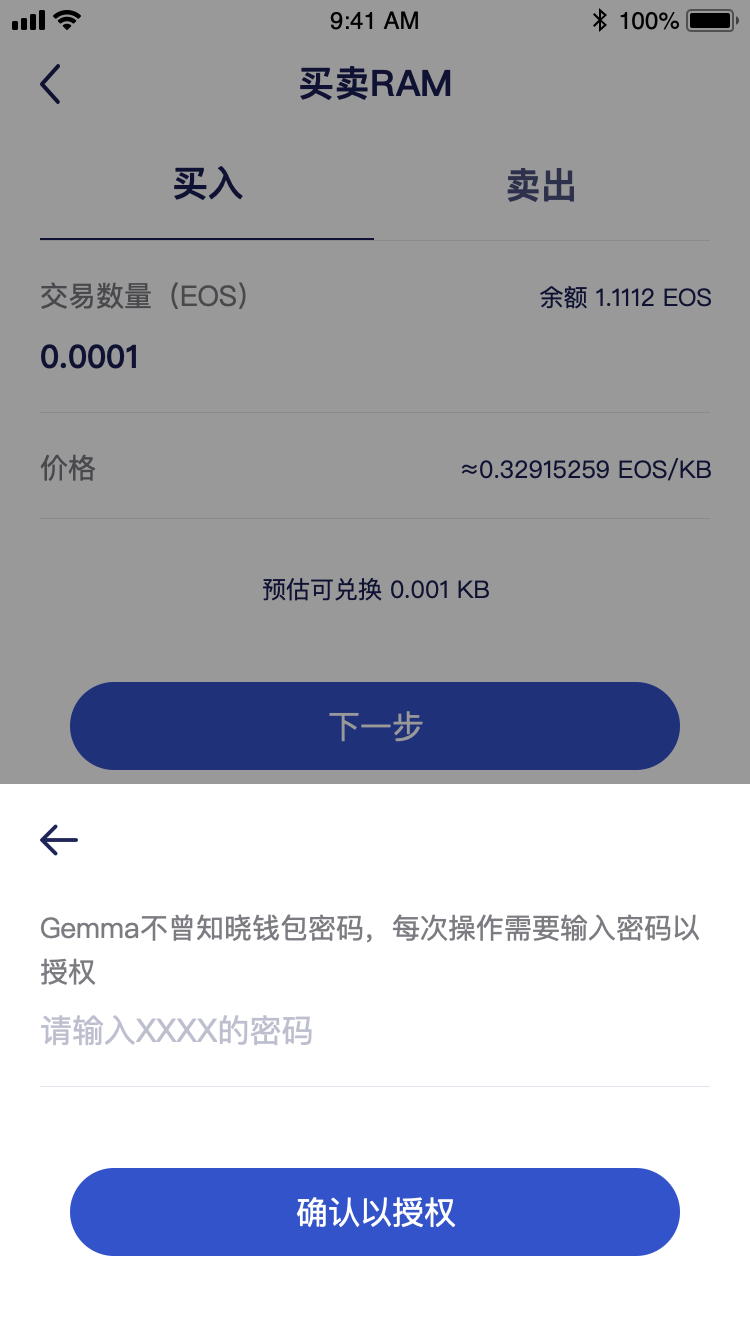 9:41 AM 100%
买卖RAM
买入 卖出
交易数量（EOS） 余额 1.1112 EOS
0.0001
价格 ≈0.32915259 EOS/KB
预估可兑换 0.001 KB
下一步
Gemma不曾知晓钱包密码，每次操作需要输入密码以
授权
请输入XXXX的密码
确认以授权